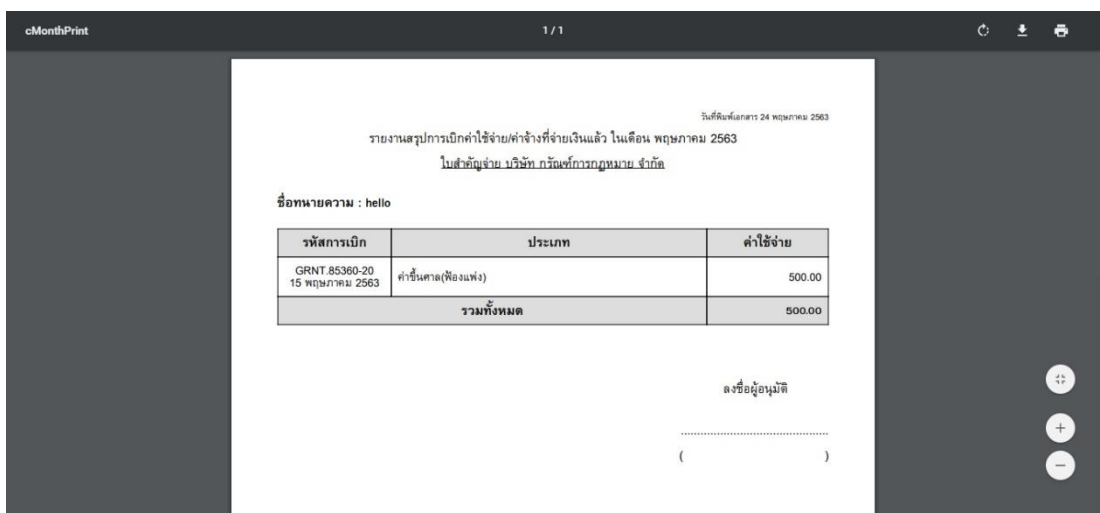 cMonthPrint
1 / 1
วันที่พิมพ์เอกสาร 24 พฤษภาคม 2563
รายงานสรุปการเบิกค่าใช้จ่าย/ค่าจ้างที่จ่ายเงินแล้ว ในเดือน พฤษภาคม 2563
ใบสำคัญจ่าย บริษัท กรัณฑ์การกฎหมาย จำกัด
ชื่อทนายความ : hello
รหัสการเบิก ประเภท ค่าใช้จ่าย
GRNT.85360-20
15 พฤษภาคม 2563 ค่าขึ้นศาล(ฟ้องแพ่ง) 500.00
รวมทั้งหมด 500.00
ลงชื่อผู้อนุมัติ
................................................
( )